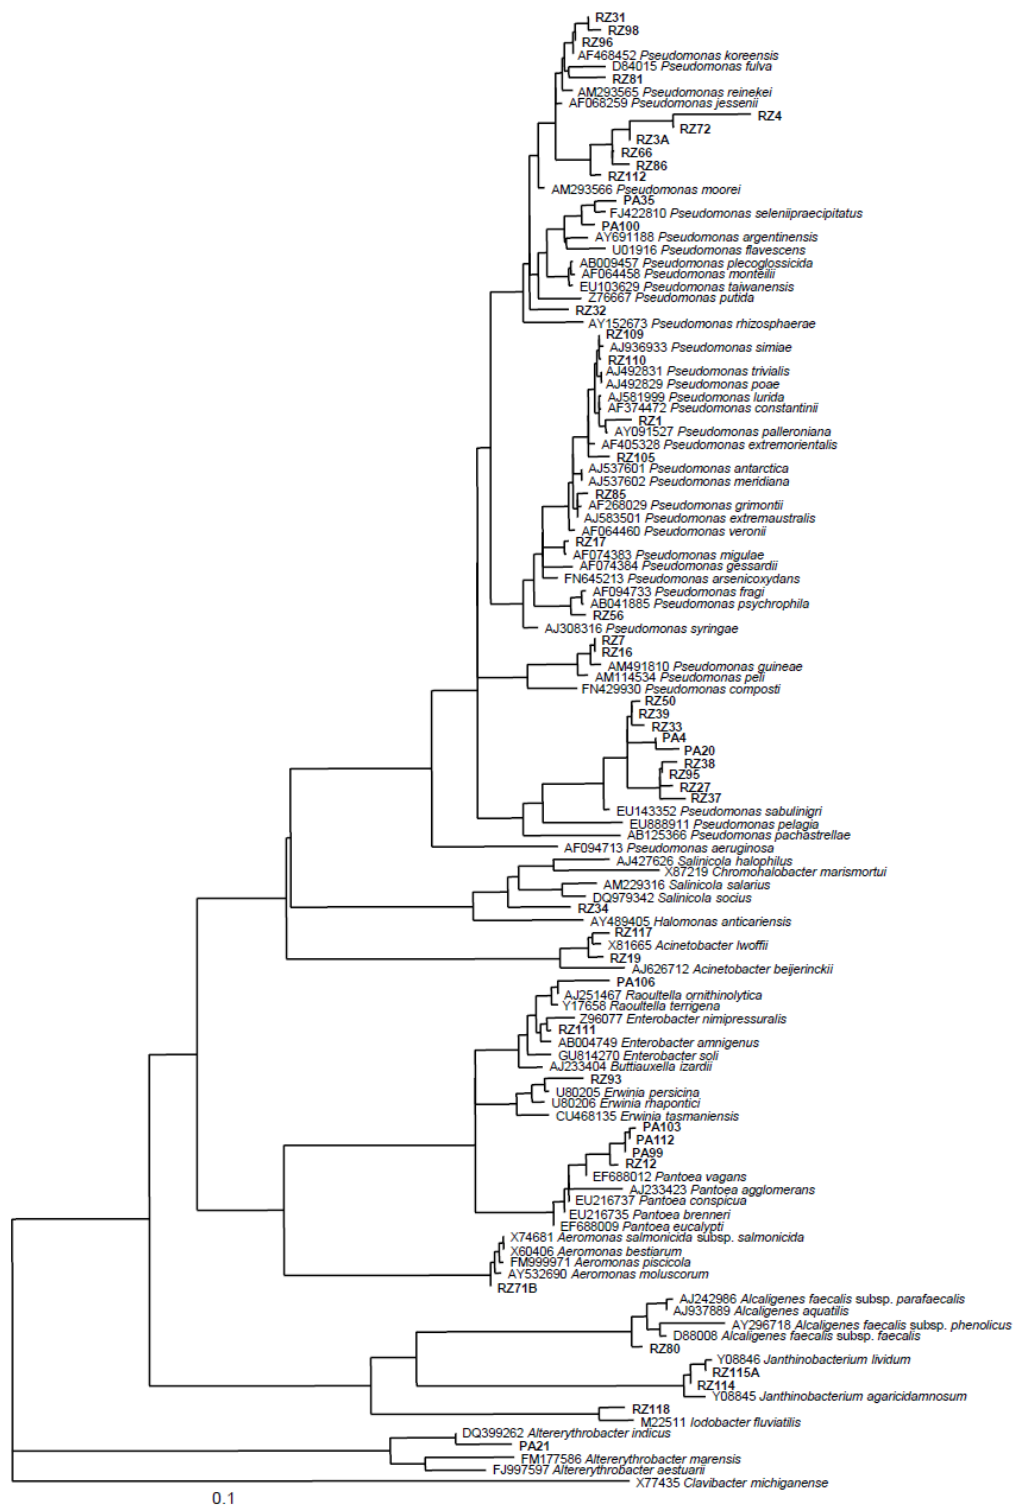 RZ31
RZ98
RZ96
AF468452 Pseudomonas koreensis
D84015 Pseudomonas fulva
RZ81
AM293565 Pseudomonas reinekei
AF068259 Pseudomonas jessenii
RZ4
RZ72
RZ3A
RZ66
RZ86
RZ112
AM293566 Pseudomonas moorei
PA35
FJ422810 Pseudomonas seleniipraecipitatus
PA100
AY691188 Pseudomonas argentinensis
U01916 Pseudomonas flavescens
AB009457 Pseudomonas plecoglossicida
AF064458 Pseudomonas monteilii
EU103629 Pseudomonas taiwanensis
Z76667 Pseudomonas putida
RZ32
AY152673 Pseudomonas rhizosphaerae
RZ109
AJ936933 Pseudomonas simiae
RZ110
AJ492831 Pseudomonas trivialis
AJ492829 Pseudomonas poae
AJ581999 Pseudomonas lurida
AF374472 Pseudomonas constantinii
RZ1
AY091527 Pseudomonas palleroniana
AF405328 Pseudomonas extremorientalis
RZ105
AJ537601 Pseudomonas antarctica
AJ537602 Pseudomonas meridiana
RZ85
AF268029 Pseudomonas grimontii
AJ583501 Pseudomonas extremaustralis
AF064460 Pseudomonas veronii
RZ17
AF074383 Pseudomonas migulae
AF074384 Pseudomonas gessardii
FN645213 Pseudomonas arsenicoxydans
AF094733 Pseudomonas fragi
AB041885 Pseudomonas psychrophila
RZ56
AJ308316 Pseudomonas syringae
RZ7
RZ16
AM491810 Pseudomonas guineae
AM114534 Pseudomonas peli
FN429930 Pseudomonas composti
RZ50
RZ39
RZ33
PA4
PA20
RZ38
RZ95
RZ27
RZ37
EU143352 Pseudomonas sabulinigri
EU888911 Pseudomonas pelagia
AB125366 Pseudomonas pachastrellae
AF094713 Pseudomonas aeruginosa
AJ427626 Salinicola halophilus
X87219 Chromohalobacter marismortui
AM229316 Salinicola salarius
DQ979342 Salinicola socius
RZ34
AY489405 Halomonas anticariensis
RZ117
X81665 Acinetobacter lwoffii
RZ19
AJ626712 Acinetobacter beijerinckii
PA106
AJ251467 Raoultella ornithinolytica
Y17658 Raoultella terrigena
Z96077 Enterobacter nimipressuralis
RZ111
AB004749 Enterobacter amnigenus
GU814270 Enterobacter soli
AJ233404 Buttiauxella izardii
RZ93
U80205 Erwinia persicina
U80206 Erwinia rhapontici
CU468135 Erwinia tasmaniensis
PA103
PA112
PA99
RZ12
EF688012 Pantoea vagans
AJ233423 Pantoea agglomerans
EU216737 Pantoea conspicua
EU216735 Pantoea brenneri
EF688009 Pantoea eucalypti
X74681 Aeromonas salmonicida subsp. salmonicida
X60406 Aeromonas bestiarum
FM999971 Aeromonas piscicola
AY532690 Aeromonas moluscorum
RZ71B
AJ242986 Alcaligenes faecalis subsp. parafaecalis
AJ937889 Alcaligenes aquatilis
AY296718 Alcaligenes faecalis subsp. phenolicus
D88008 Alcaligenes faecalis subsp. faecalis
RZ80
Y08846 Janthinobacterium lividum
RZ115A
RZ114
Y08845 Janthinobacterium agaricidamnosum
RZ118
M22511 Iodobacter fluviatilis
DQ399262 Altererythrobacter indicus
PA21
FM177586 Altererythrobacter marensis
FJ997597 Altererythrobacter aestuarii
X77435 Clavibacter michiganense
0.1